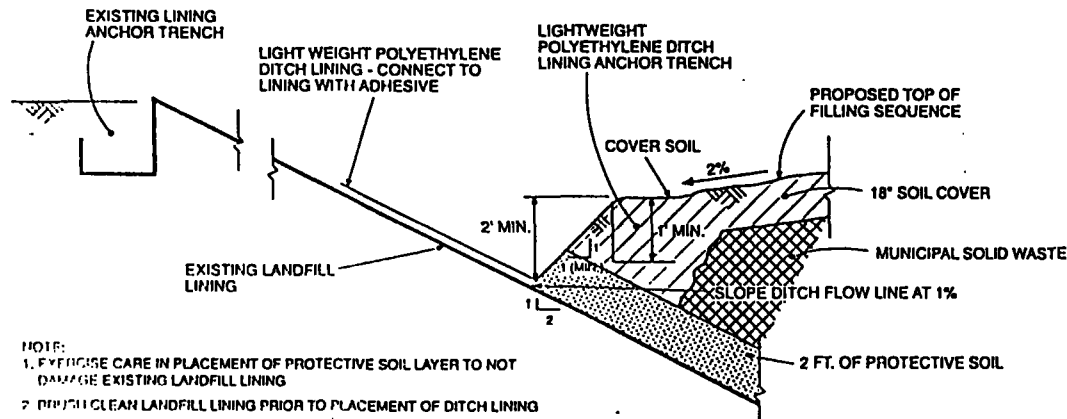 EXISTING LINING
ANCHOR TRENCH
LIGHT WEIGHT POLYETHYLENE
DITCH LINING - CONNECT TO
LINING WITH ADHESIVE
LIGHTWEIGHT
POLYETHYLENE DITCH
LINING ANCHOR TRENCH
PROPOSED TOP OF
FILLING SEQUENCE
COVER SOIL
2%
18" SOIL COVER
2' MIN.
1' MIN.
1
1 (MIN.)
MUNICIPAL SOLID WASTE
EXISTING LANDFILL
LINING
SLOPE DITCH FLOW LINE AT 1%
1
2
2 FT. OF PROTECTIVE SOIL
NOTE:
1. EXERCISE CARE IN PLACEMENT OF PROTECTIVE SOIL LAYER TO NOT
DAMAGE EXISTING LANDFILL LINING
2 BRUSH CLEAN LANDFILL LINING PRIOR TO PLACEMENT OF DITCH LINING